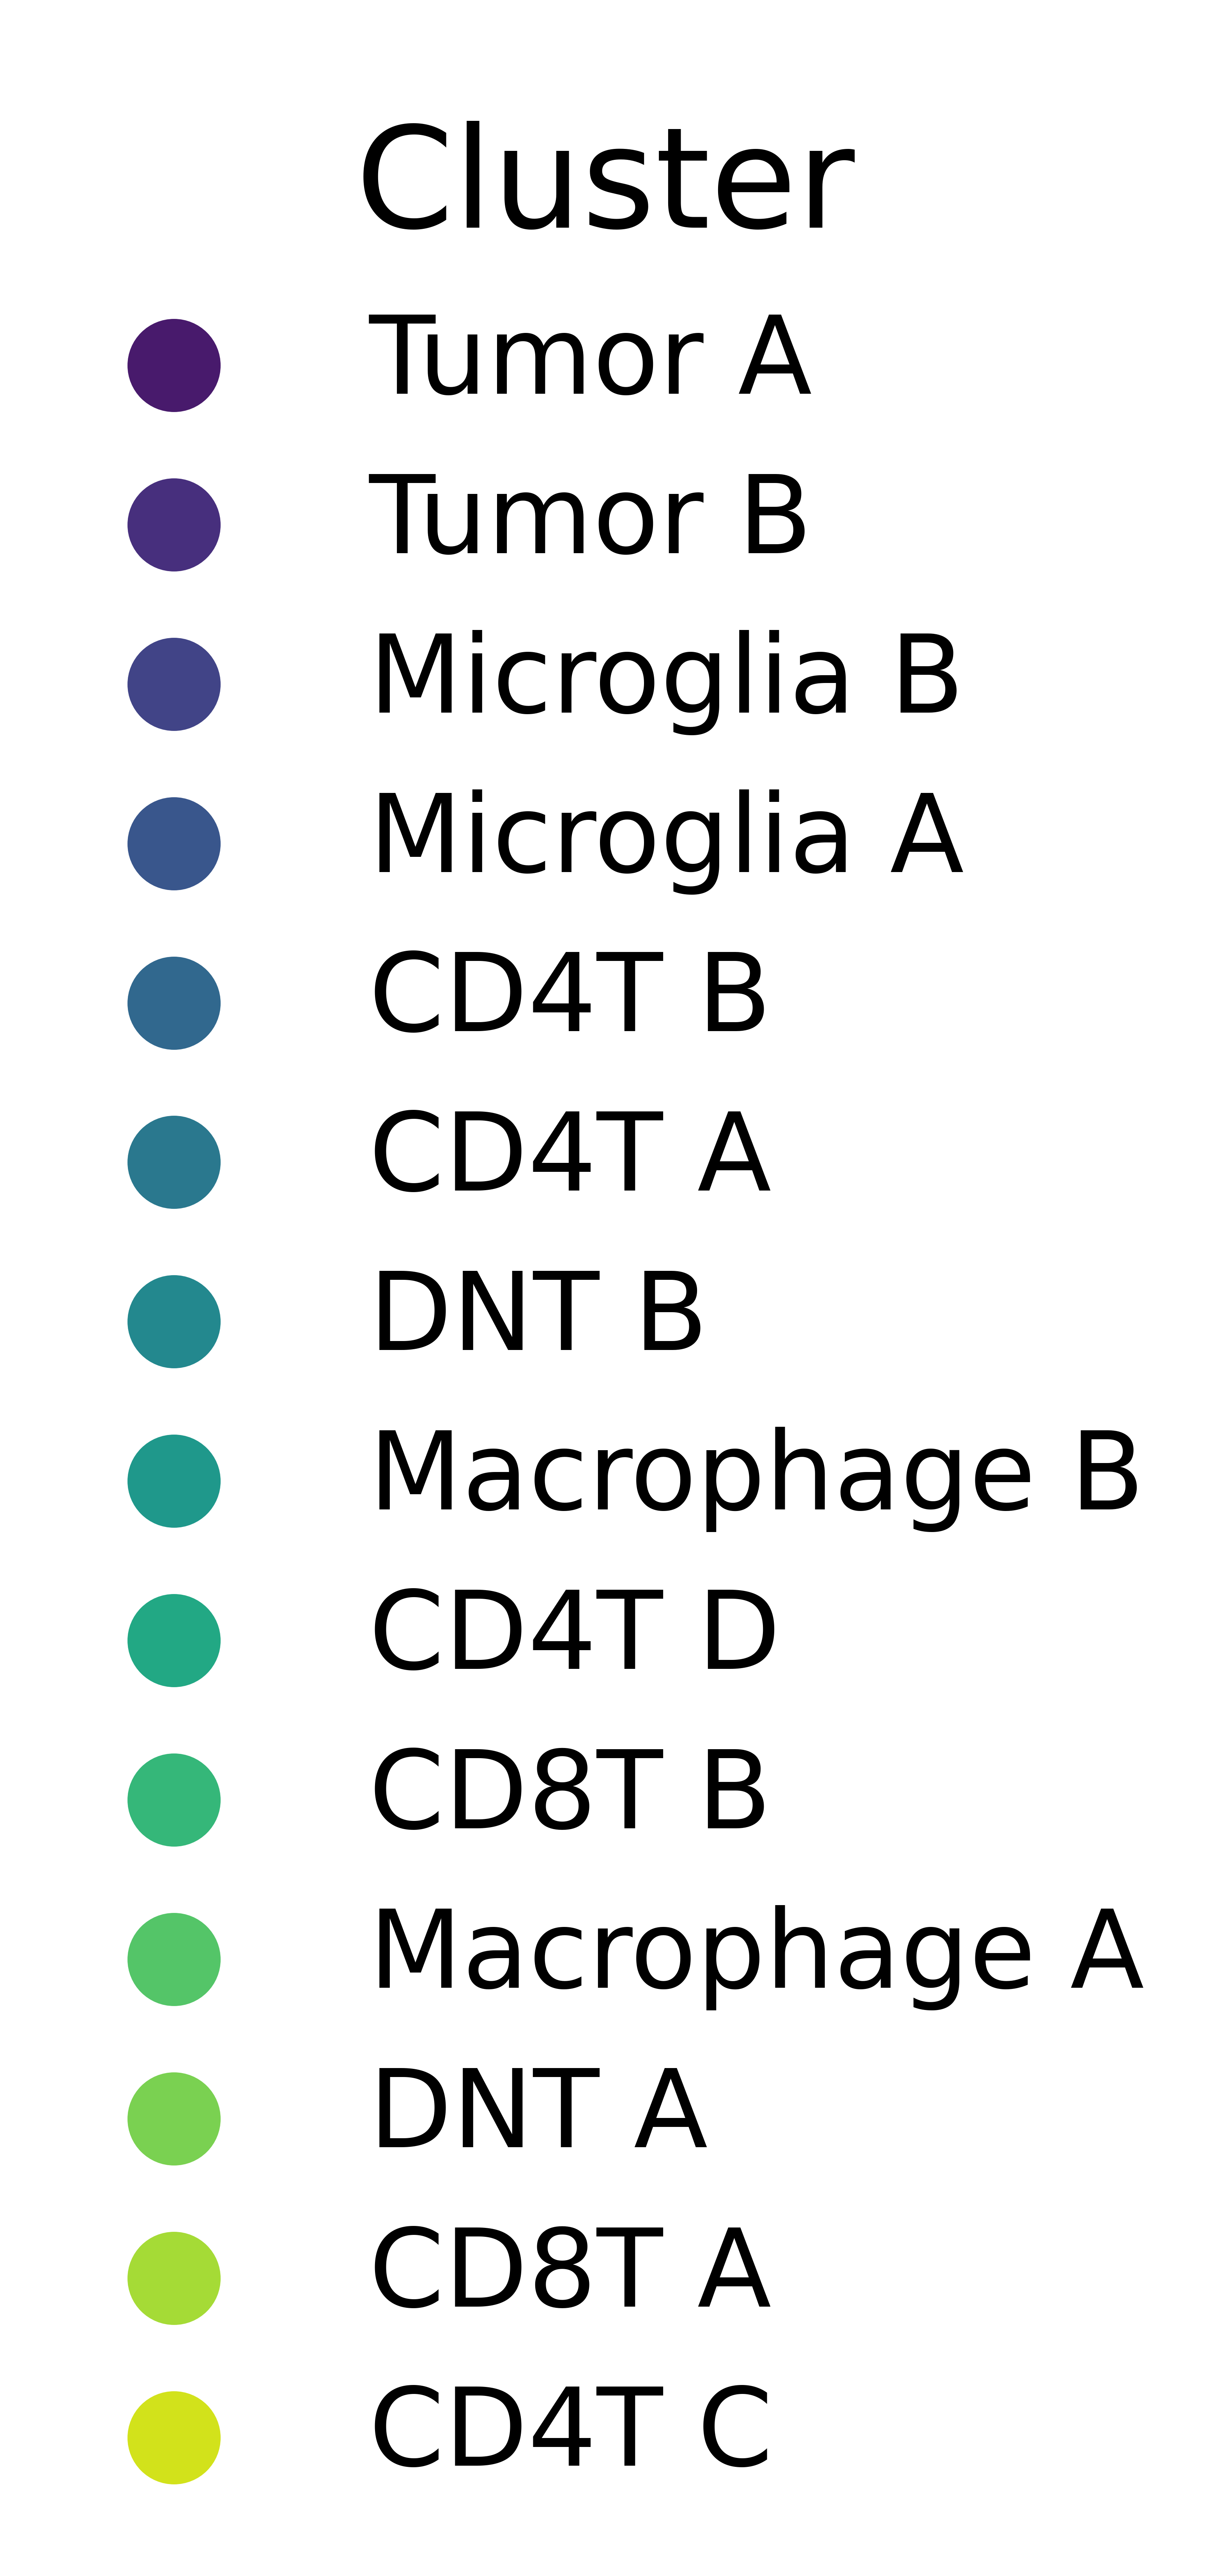 Cluster
Tumor A
Tumor B
Microglia B
Microglia A
CD4T B
CD4T A
DNT B
Macrophage B
CD4T D
CD8T B
Macrophage A
DNT A
CD8T A
CD4T C